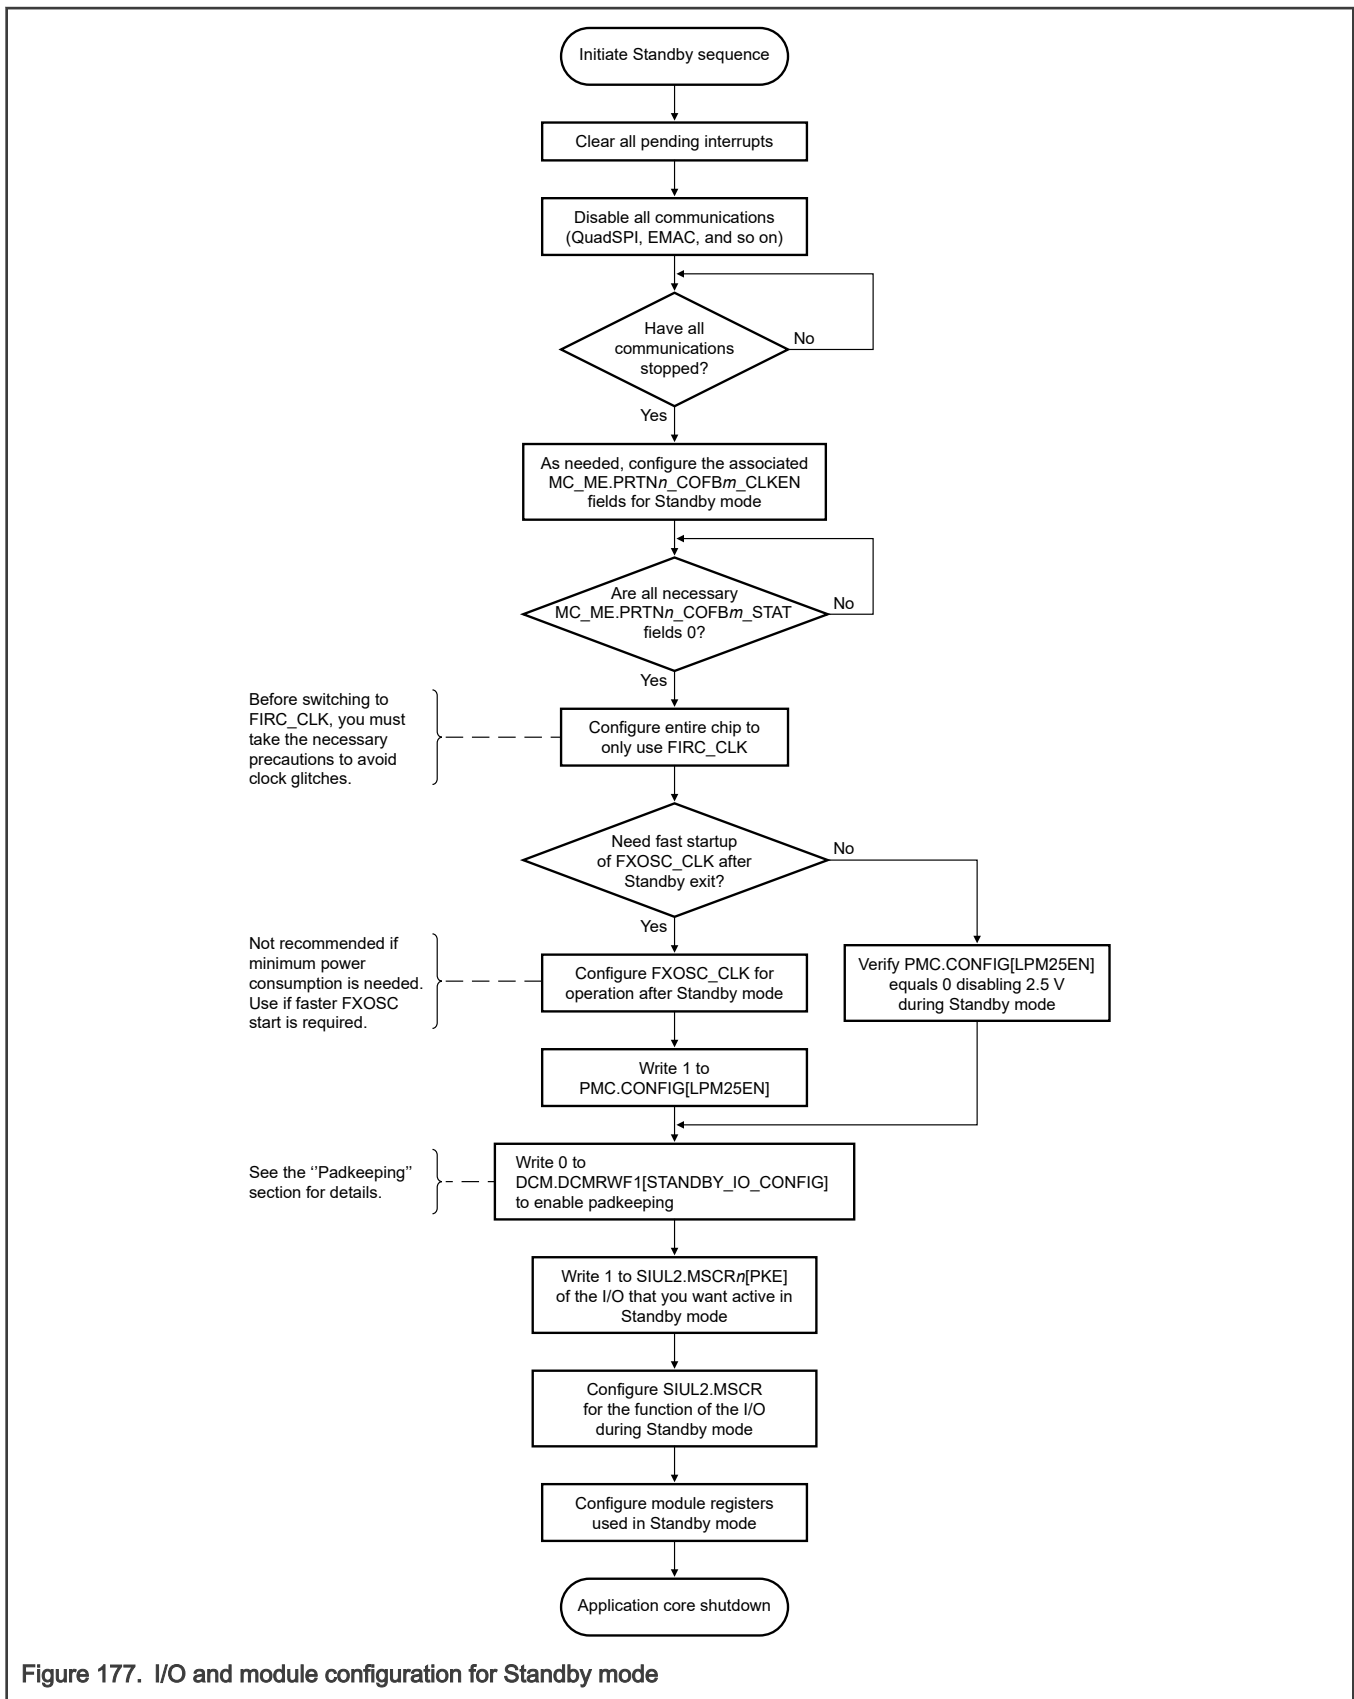 Initiate Standby sequence
Clear all pending interrupts
Disable all communications
(QuadSPI, EMAC, and so on)
Have all
communications
stopped?
No
Yes
As needed, configure the associated
MC_ME.PRTNn_COFBm_CLKEN
fields for Standby mode
Are all necessary
MC_ME.PRTNn_COFBm_STAT
fields 0?
No
Yes
Before switching to
FIRC_CLK, you must
take the necessary
precautions to avoid
clock glitches.
Configure entire chip to
only use FIRC_CLK
Need fast startup
of FXOSC_CLK after
Standby exit?
No
Yes
Not recommended if
minimum power
consumption is needed.
Use if faster FXOSC
start is required.
Configure FXOSC_CLK for
operation after Standby mode
Verify PMC.CONFIG[LPM25EN]
equals 0 disabling 2.5 V
during Standby mode
Write 1 to
PMC.CONFIG[LPM25EN]
See the ‘‘Padkeeping’’
section for details.
Write 0 to
DCM.DCMRWF1[STANDBY_IO_CONFIG]
to enable padkeeping
Write 1 to SIUL2.MSCRn[PKE]
of the I/O that you want active in
Standby mode
Configure SIUL2.MSCR
for the function of the I/O
during Standby mode
Configure module registers
used in Standby mode
Application core shutdown
Figure 177. I/O and module configuration for Standby mode